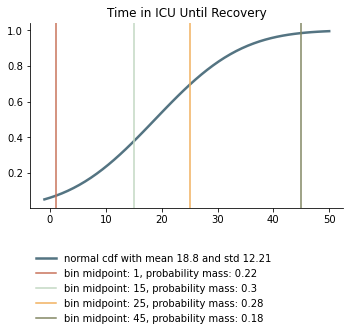 Time in ICU Until Recovery
1.0
0.8
0.6
0.4
0.2
0 10 20 30 40 50
normal cdf with mean 18.8 and std 12.21
bin midpoint: 1, probability mass: 0.22
bin midpoint: 15, probability mass: 0.3
bin midpoint: 25, probability mass: 0.28
bin midpoint: 45, probability mass: 0.18